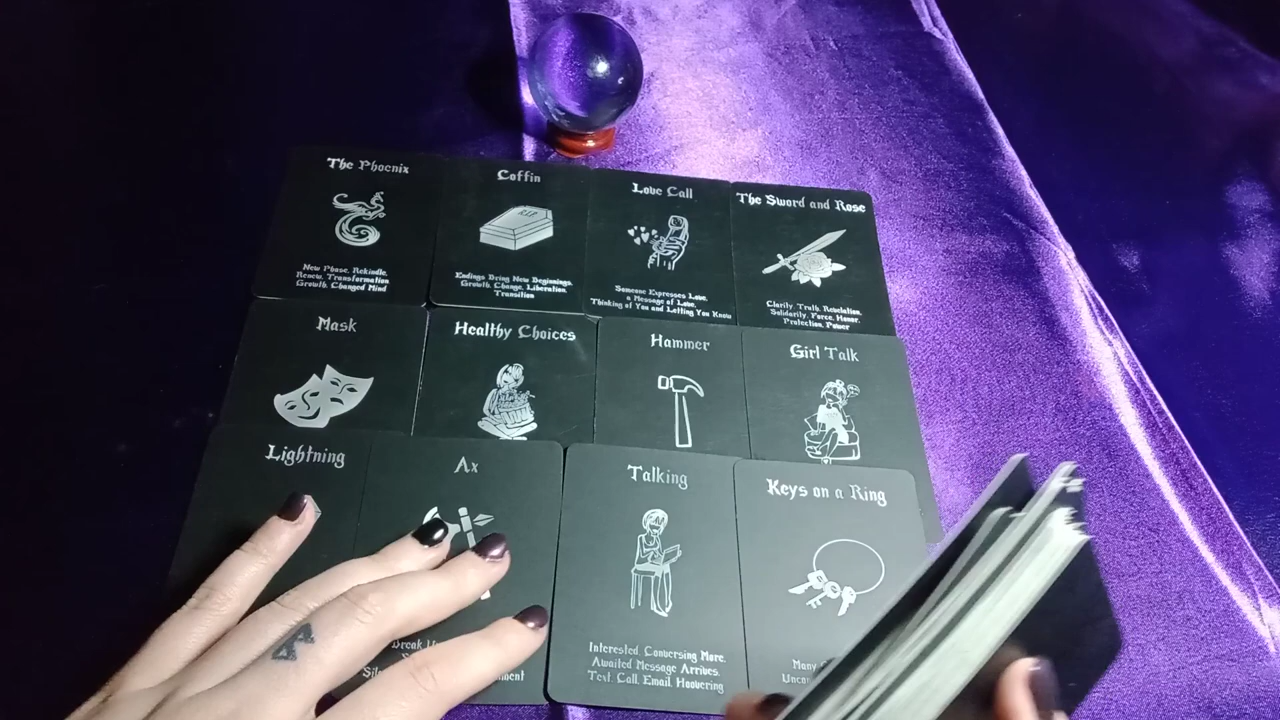 The Phoenix
New Phase, Rekindle,
Renew, Transformation
Growth, Changed Mind
Coffin
R.I.P.
Endings Bring New Beginnings,
Growth, Change, Liberation,
Transition
Love Call
Someone Expresses Love,
a Message of Love,
Thinking of You and Letting You Know
The Sword and Rose
Clarity, Truth, Revelation,
Solidarity, Force, Honor,
Protection, Power
Mask
Healthy Choices
Hammer
Girl Talk
Lightning
Ax
Break
Talking
Interested, Conversing More,
Awaited Message Arrives,
Text, Call, Email, Hoovering
Keys on a Ring
Many